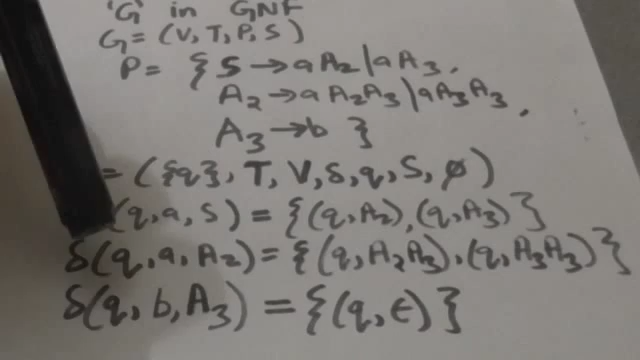 'G' in GNF
G = (V, T, P, S)
P = { S → aA₂ | aA₃,
A₂ → aA₂A₃ | aA₃A₃,
A₃ → b }
= ({q}, T, V, δ, q, S, ø)
(q, a, S) = {(q, A₂), (q, A₃)}
δ(q, a, A₂) = {(q, A₂A₃), (q, A₃A₃)}
δ(q, b, A₃) = {(q, ϵ)}